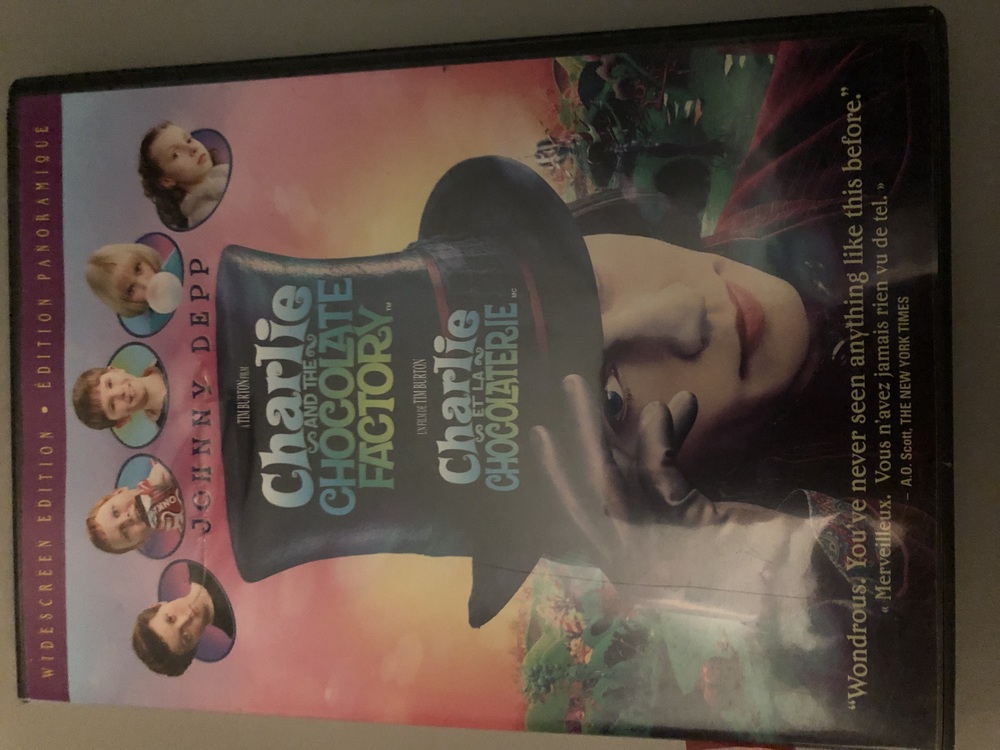 WIDESCREEN EDITION • ÉDITION PANORAMIQUE
JOHNNY DEPP
A TIM BURTON FILM
Charlie
AND THE
CHOCOLATE
FACTORY™
UN FILM DE TIM BURTON
Charlie
ET LA
CHOCOLATERIE MC
“Wondrous. You’ve never seen anything like this before.”
« Merveilleux. Vous n’avez jamais rien vu de tel. »
– A.O. Scott, THE NEW YORK TIMES